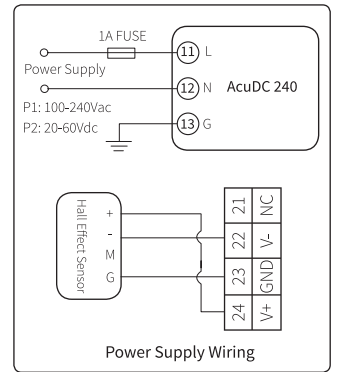 1A FUSE
11 L
Power Supply
12 N
AcuDC 240
P1: 100-240Vac
P2: 20-60Vdc
13 G
Hall Effect Sensor
+
-
M
G
21 NC
22 V-
23 GND
24 V+
Power Supply Wiring